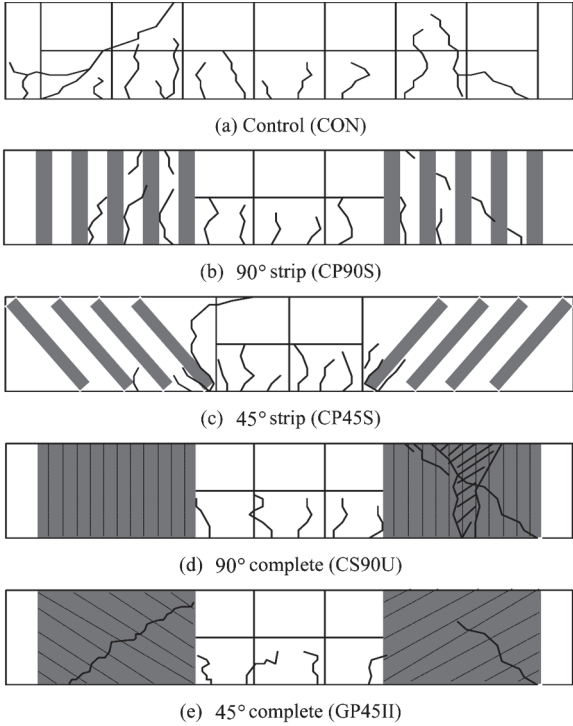 (a) Control (CON)
(b) 90° strip (CP90S)
(c) 45° strip (CP45S)
(d) 90° complete (CS90U)
(e) 45° complete (GP45II)